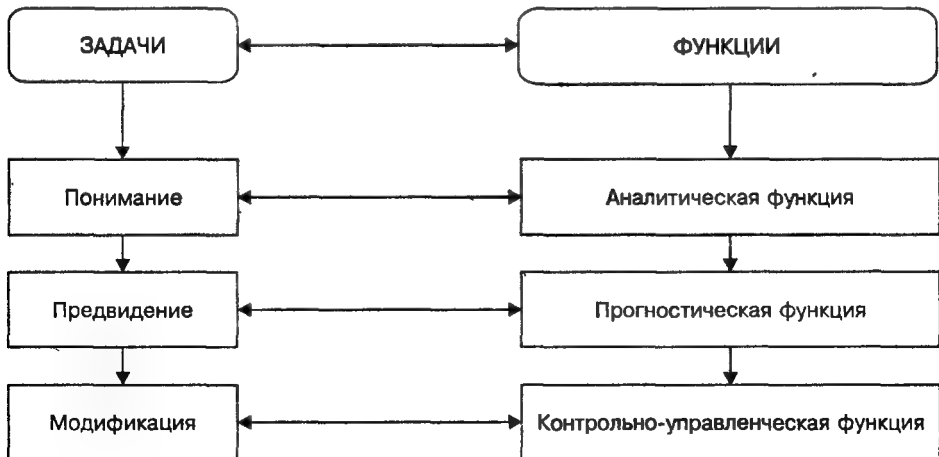 ЗАДАЧИ
ФУНКЦИИ
Понимание
Аналитическая функция
Предвидение
Прогностическая функция
Модификация
Контрольно-управленческая функция